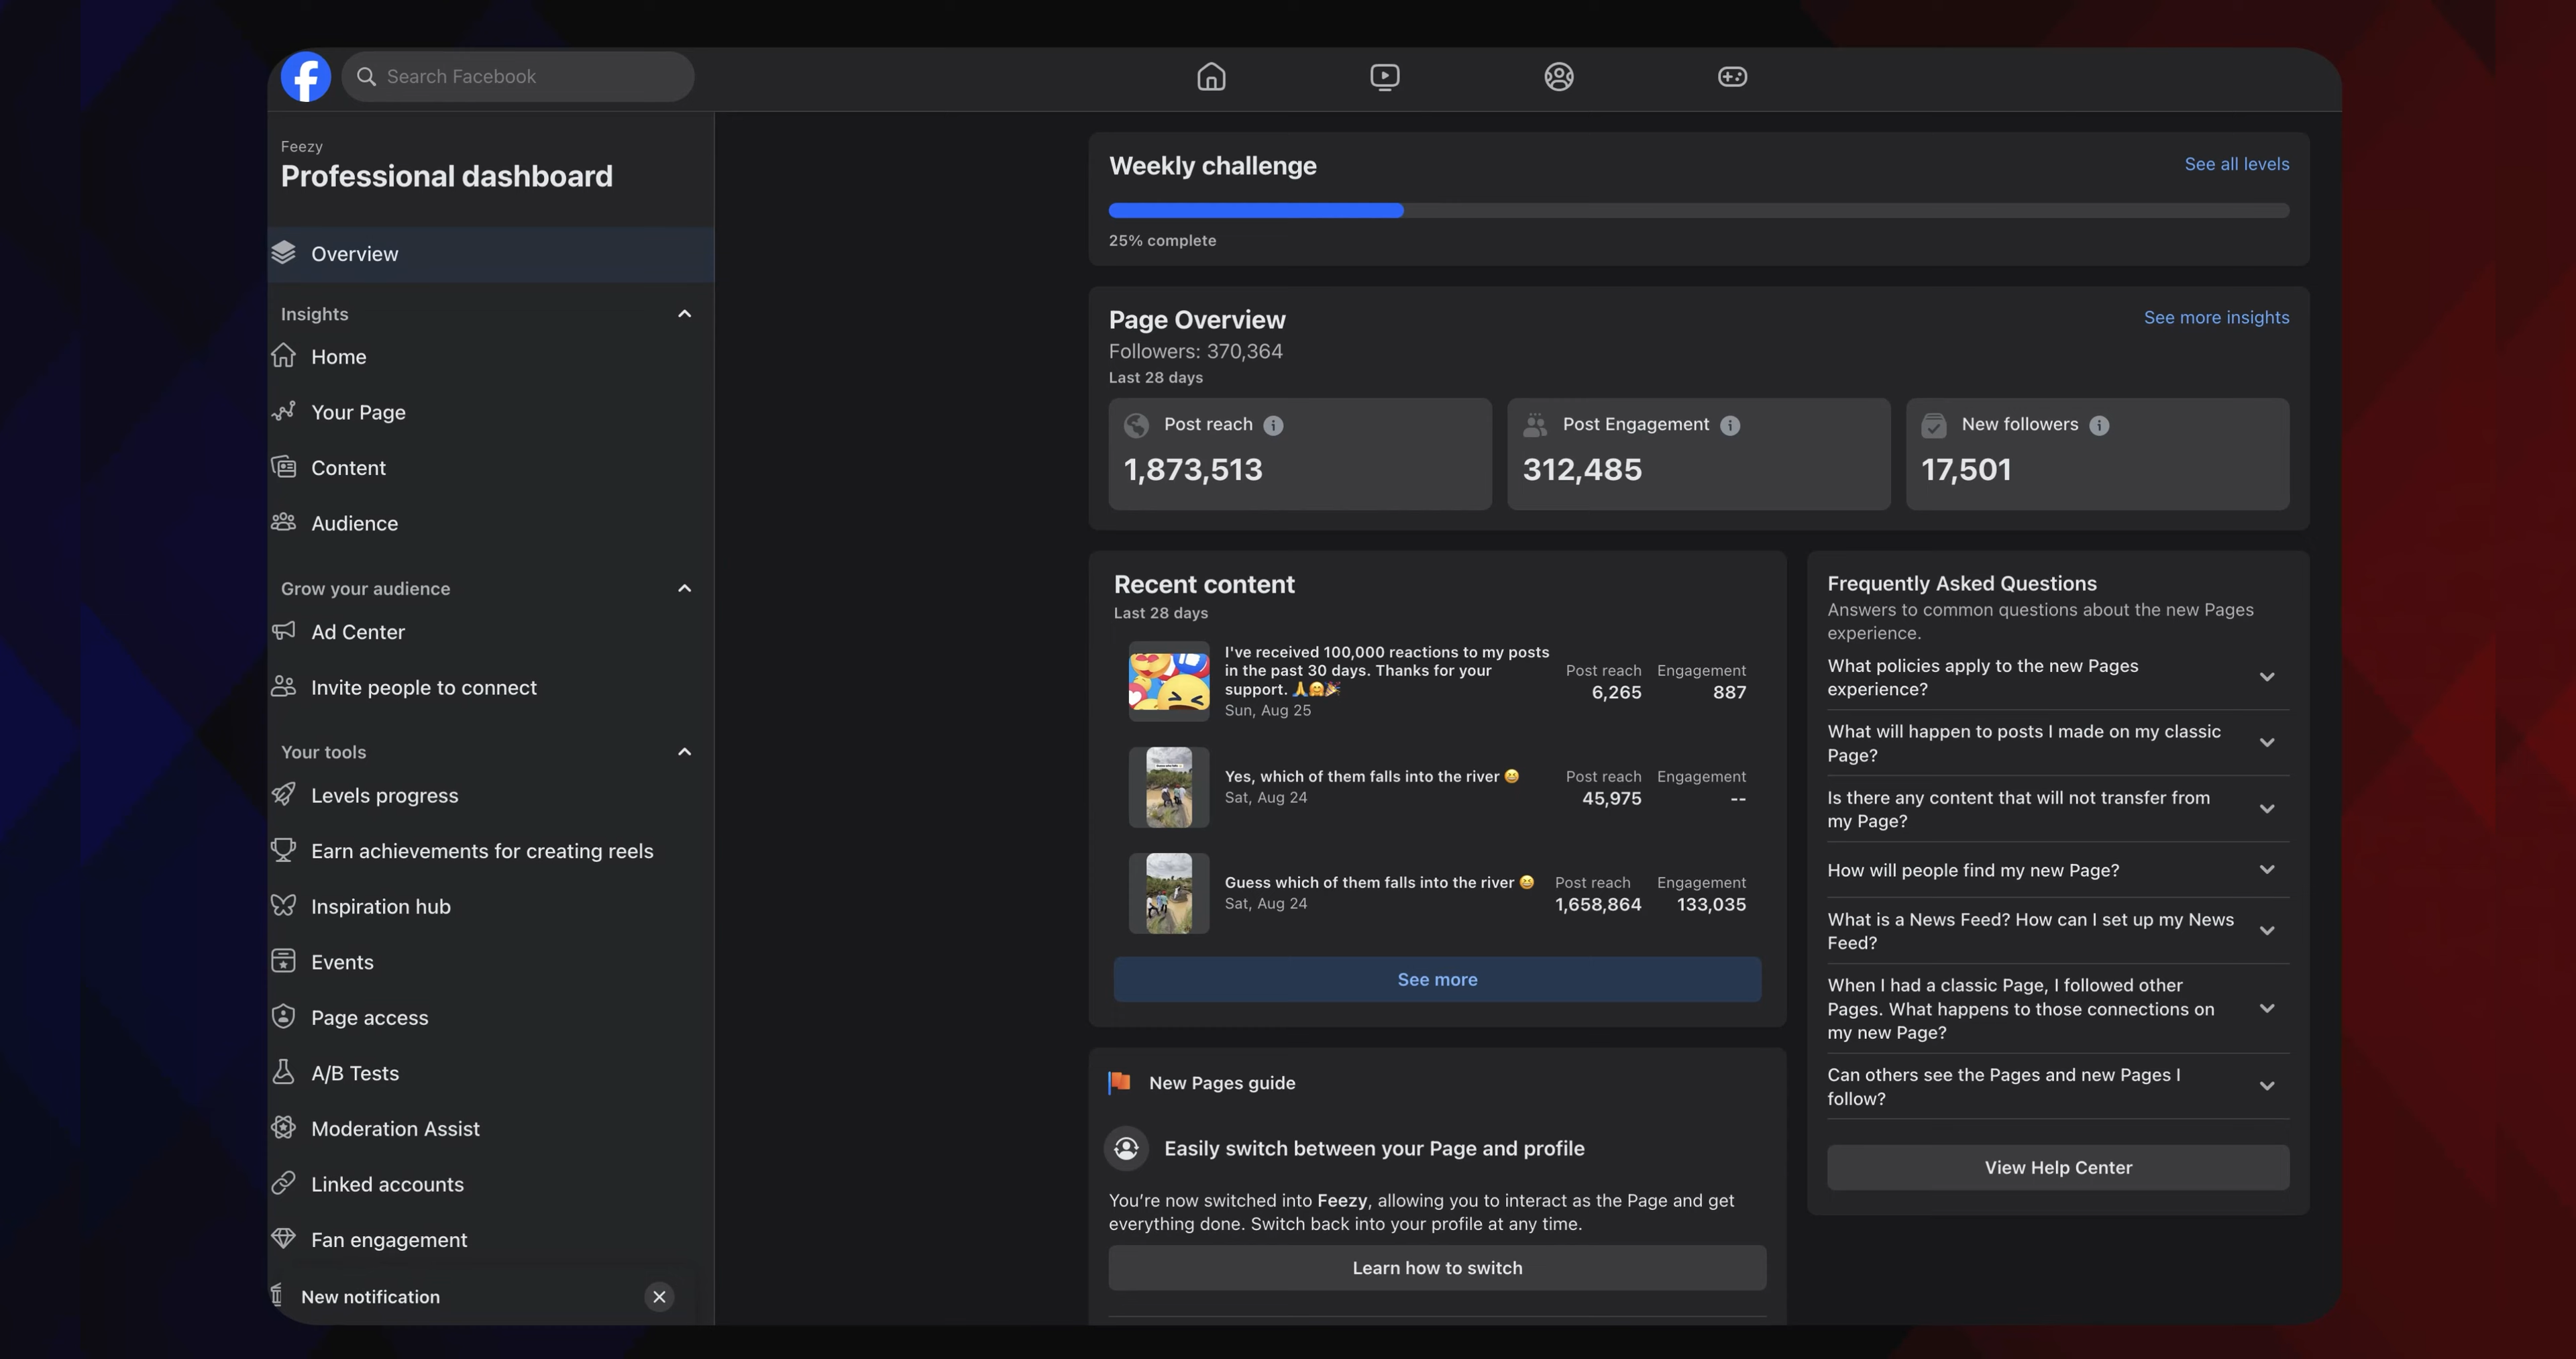 Search Facebook
Feezy
Professional dashboard
Overview
Insights
Home
Your Page
Content
Audience
Grow your audience
Ad Center
Invite people to connect
Your tools
Levels progress
Earn achievements for creating reels
Inspiration hub
Events
Page access
A/B Tests
Moderation Assist
Linked accounts
Fan engagement
New notification
Weekly challenge
See all levels
25% complete
Page Overview
See more insights
Followers: 370,364
Last 28 days
Post reach
1,873,513
Post Engagement
312,485
New followers
17,501
Recent content
Last 28 days
I've received 100,000 reactions to my posts
in the past 30 days. Thanks for your
support. 🙏🤗🎉
Sun, Aug 25
Post reach
6,265
Engagement
887
Yes, which of them falls into the river 😆
Sat, Aug 24
Post reach
45,975
Engagement
--
Guess which of them falls into the river 😆
Sat, Aug 24
Post reach
1,658,864
Engagement
133,035
See more
New Pages guide
Easily switch between your Page and profile
You're now switched into Feezy, allowing you to interact as the Page and get
everything done. Switch back into your profile at any time.
Learn how to switch
Frequently Asked Questions
Answers to common questions about the new Pages
experience.
What policies apply to the new Pages
experience?
What will happen to posts I made on my classic
Page?
Is there any content that will not transfer from
my Page?
How will people find my new Page?
What is a News Feed? How can I set up my News
Feed?
When I had a classic Page, I followed other
Pages. What happens to those connections on
my new Page?
Can others see the Pages and new Pages I
follow?
View Help Center